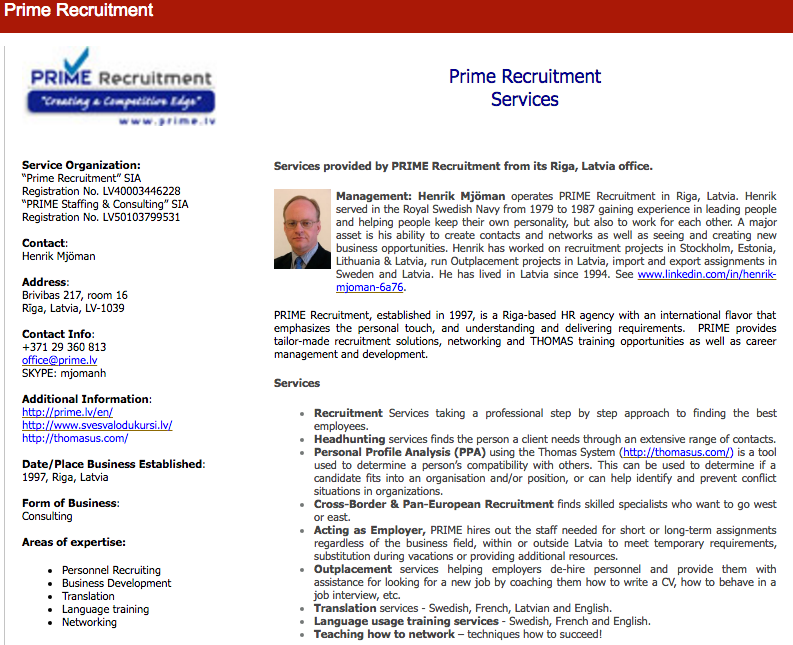 Prime Recruitment
PRIME Recruitment
"Creating a Competitive Edge"
www.prime.lv
Prime Recruitment
Services
Service Organization:
“Prime Recruitment” SIA
Registration No. LV40003446228
“PRIME Staffing & Consulting” SIA
Registration No. LV50103799531
Contact:
Henrik Mjöman
Address:
Brivibas 217, room 16
Rīga, Latvia, LV-1039
Contact Info:
+371 29 360 813
office@prime.lv
SKYPE: mjomanh
Additional Information:
http://prime.lv/en/
http://www.svesvalodukursi.lv/
http://thomasus.com/
Date/Place Business Established:
1997, Riga, Latvia
Form of Business:
Consulting
Areas of expertise:
• Personnel Recruiting
• Business Development
• Translation
• Language training
• Networking
Services provided by PRIME Recruitment from its Riga, Latvia office.
Management: Henrik Mjöman operates PRIME Recruitment in Riga, Latvia. Henrik
served in the Royal Swedish Navy from 1979 to 1987 gaining experience in leading people
and helping people keep their own personality, but also to work for each other. A major
asset is his ability to create contacts and networks as well as seeing and creating new
business opportunities. Henrik has worked on recruitment projects in Stockholm, Estonia,
Lithuania & Latvia, run Outplacement projects in Latvia, import and export assignments in
Sweden and Latvia. He has lived in Latvia since 1994. See www.linkedin.com/in/henrik-
mjoman-6a76.
PRIME Recruitment, established in 1997, is a Riga-based HR agency with an international flavor that
emphasizes the personal touch, and understanding and delivering requirements. PRIME provides
tailor-made recruitment solutions, networking and THOMAS training opportunities as well as career
management and development.
Services
• Recruitment Services taking a professional step by step approach to finding the best
employees.
• Headhunting services finds the person a client needs through an extensive range of contacts.
• Personal Profile Analysis (PPA) using the Thomas System (http://thomasus.com/) is a tool
used to determine a person’s compatibility with others. This can be used to determine if a
candidate fits into an organisation and/or position, or can help identify and prevent conflict
situations in organizations.
• Cross-Border & Pan-European Recruitment finds skilled specialists who want to go west
or east.
• Acting as Employer, PRIME hires out the staff needed for short or long-term assignments
regardless of the business field, within or outside Latvia to meet temporary requirements,
substitution during vacations or providing additional resources.
• Outplacement services helping employers de-hire personnel and provide them with
assistance for looking for a new job by coaching them how to write a CV, how to behave in a
job interview, etc.
• Translation services - Swedish, French, Latvian and English.
• Language usage training services - Swedish, French and English.
• Teaching how to network – techniques how to succeed!